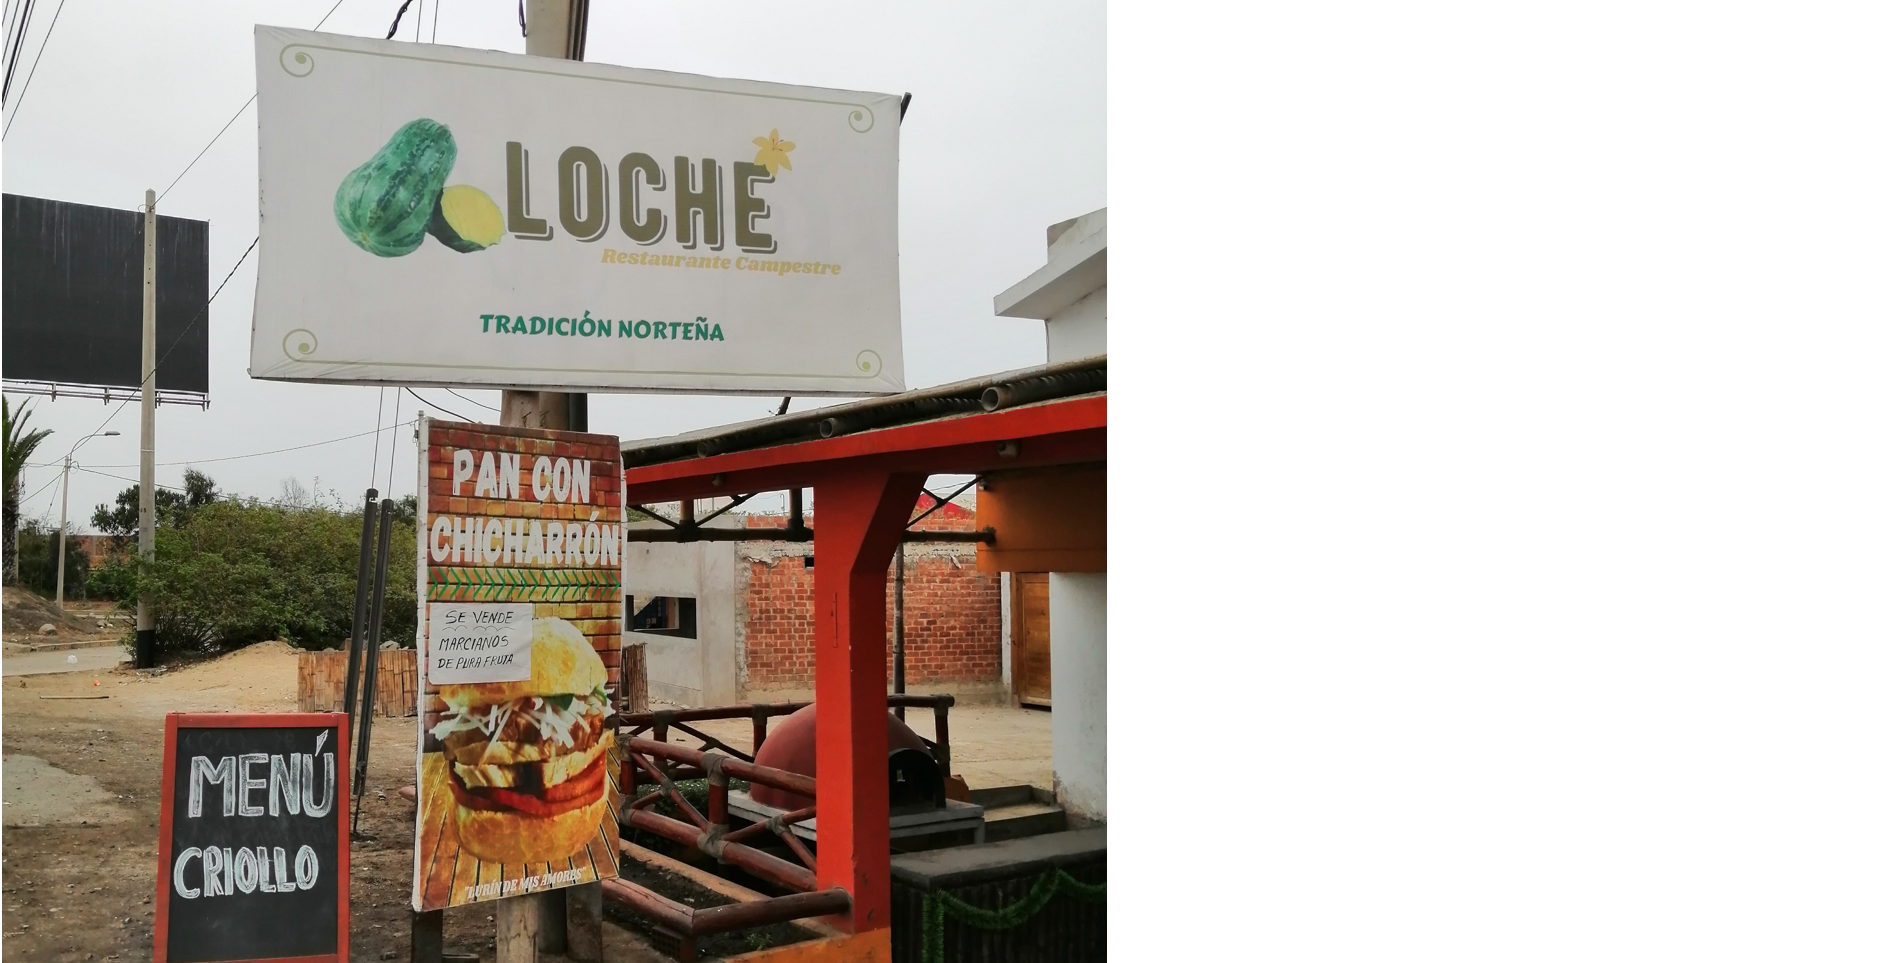 LOCHE
Restaurante Campestre
TRADICIÓN NORTEÑA
PAN CON
CHICHARRÓN
SE VENDE
MARCIANOS
DE PURA FRUTA
"LURÍN DE MIS AMORES"
MENÚ
CRIOLLO